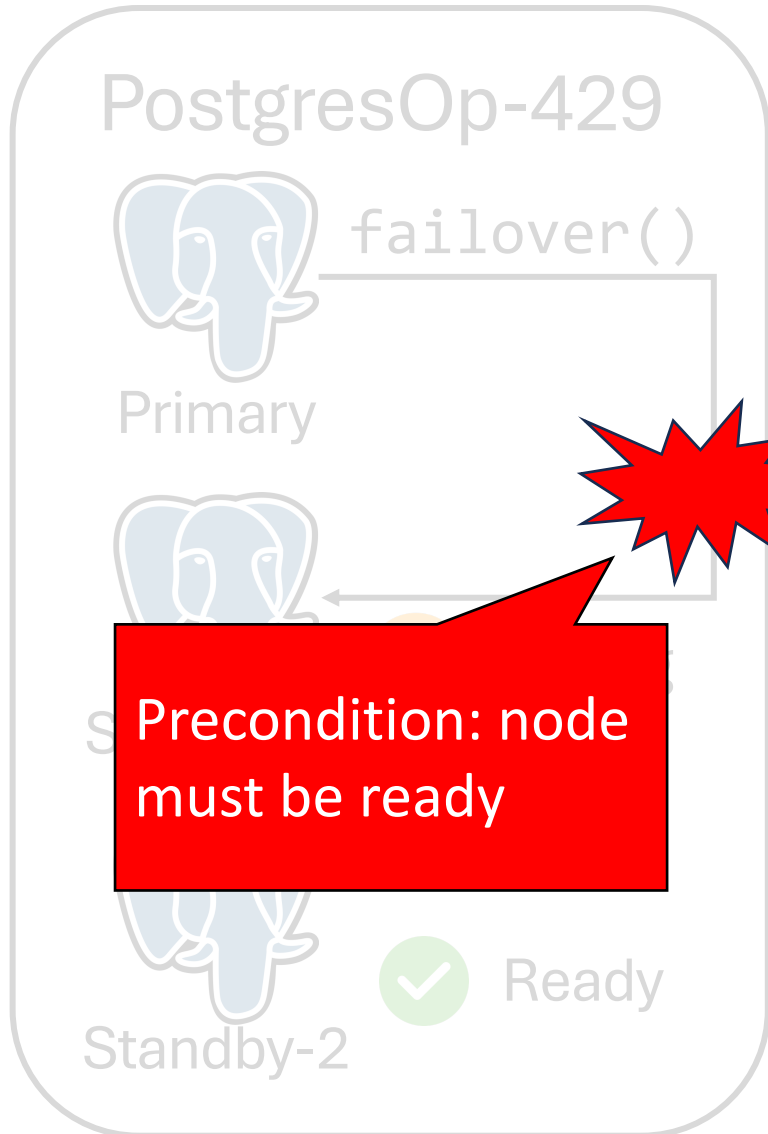 PostgresOp-429
failover()
Primary
Precondition: node
must be ready
Ready
Standby-2